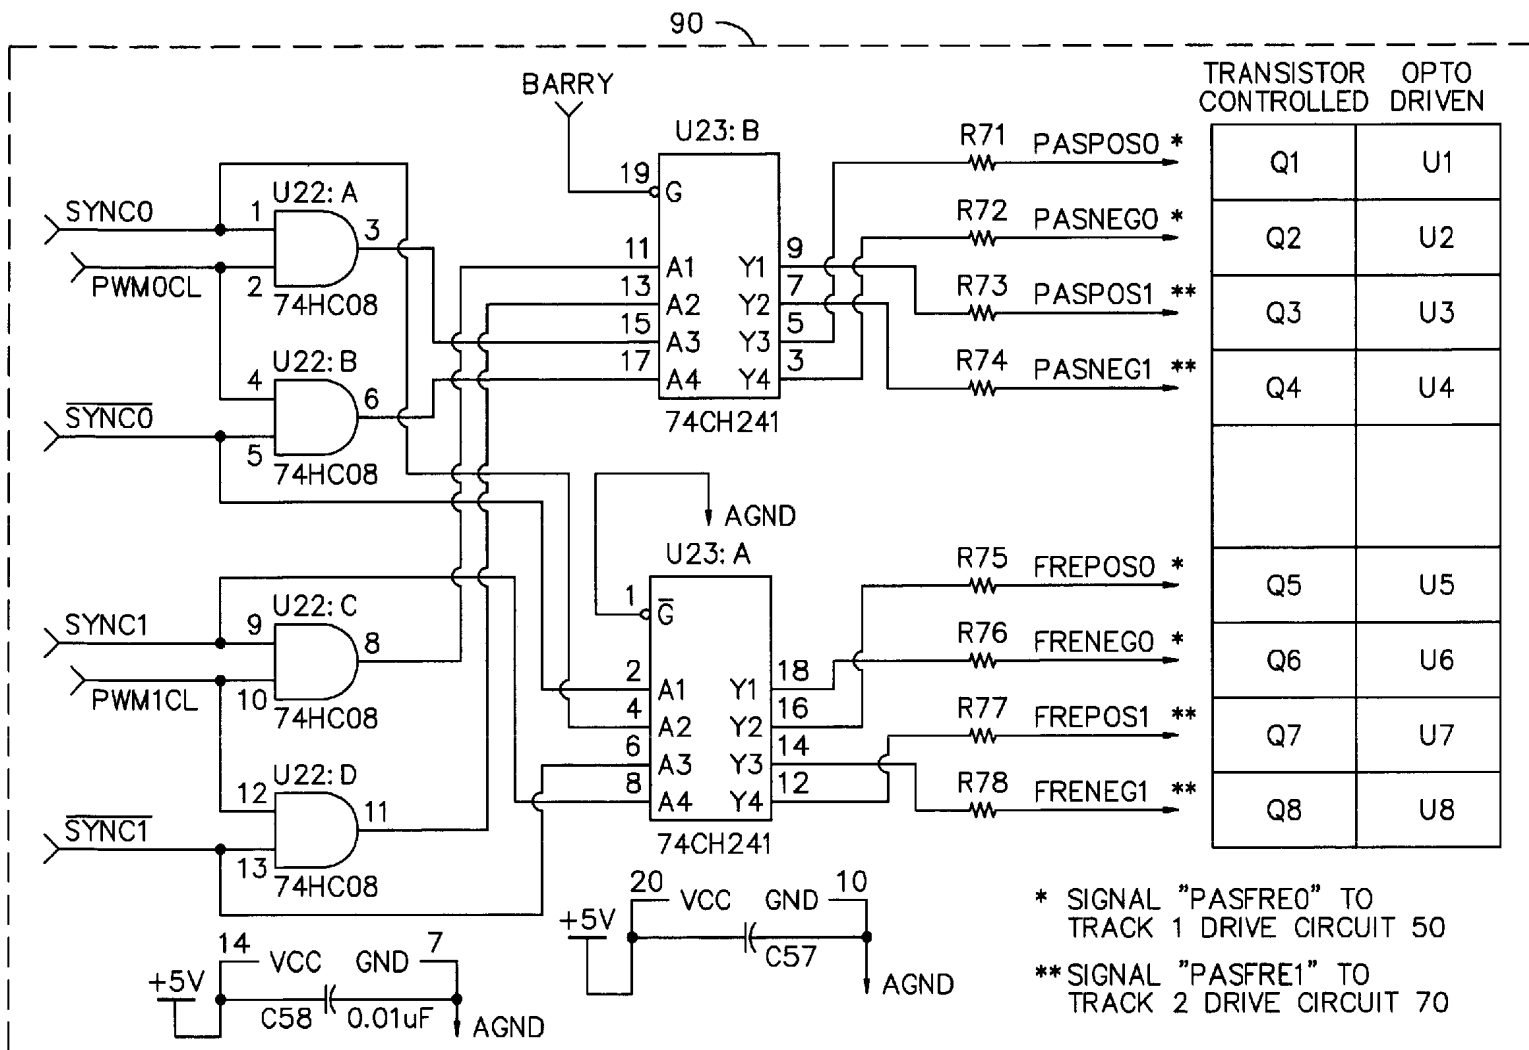 90
BARRY
TRANSISTOR CONTROLLED
OPTO DRIVEN
U23:B
19
G
11 A1 Y1 9
13 A2 Y2 7
15 A3 Y3 5
17 A4 Y4 3
74CH241
SYNC0
PWM0CL
U22:A
1
2
3
74HC08
U22:B
4
5
6
74HC08
S̅Y̅N̅C̅0̅
R71 PASPOS0 * Q1 U1
R72 PASNEG0 * Q2 U2
R73 PASPOS1 ** Q3 U3
R74 PASNEG1 ** Q4 U4
AGND
U23:A
1
G̅
2 A1 Y1 18
4 A2 Y2 16
6 A3 Y3 14
8 A4 Y4 12
74CH241
SYNC1
PWM1CL
U22:C
9
10
8
74HC08
U22:D
12
13
11
74HC08
S̅Y̅N̅C̅1̅
R75 FREPOS0 * Q5 U5
R76 FRENEG0 * Q6 U6
R77 FREPOS1 ** Q7 U7
R78 FRENEG1 ** Q8 U8
+5V
20 VCC GND 10
C57
AGND
+5V
14 VCC GND 7
C58 0.01uF
AGND
* SIGNAL "PASFRE0" TO
TRACK 1 DRIVE CIRCUIT 50
** SIGNAL "PASFRE1" TO
TRACK 2 DRIVE CIRCUIT 70